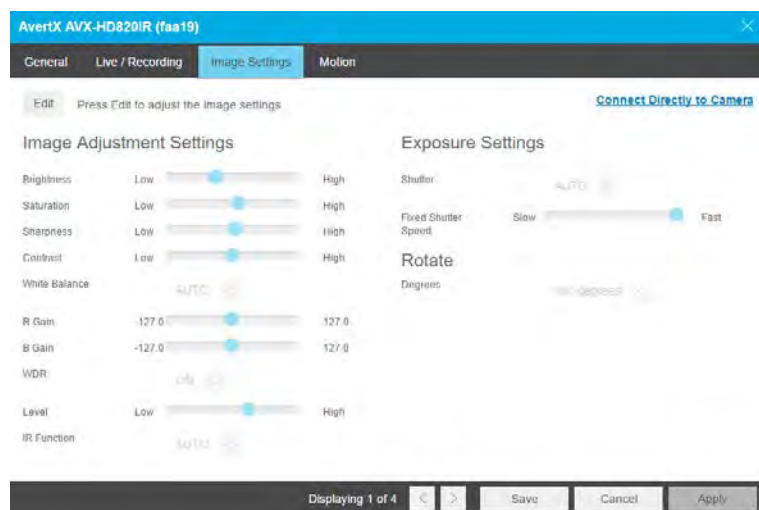 AvertX AVX-HD820IR (faa19)
General Live / Recording Image Settings Motion
Edit Press Edit to adjust the image settings Connect Directly to Camera
Image Adjustment Settings
Brightness Low High
Saturation Low High
Sharpness Low High
Contrast Low High
White Balance AUTO
R Gain -127.0 127.0
B Gain -127.0 127.0
WDR ON
Level Low High
IR Function AUTO
Exposure Settings
Shutter AUTO
Fixed Shutter Slow Fast
Speed
Rotate
Degrees degrees
Displaying 1 of 4 < > Save Cancel Apply